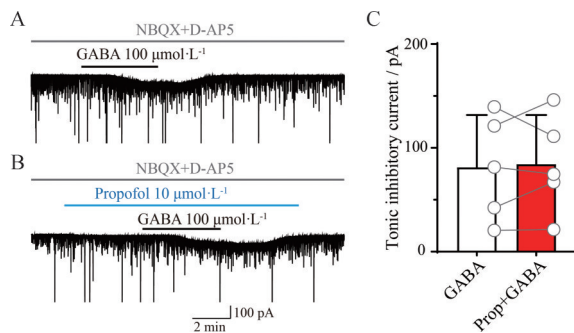 A
NBQX+D-AP5
GABA 100 μmol·L⁻¹
B
NBQX+D-AP5
Propofol 10 μmol·L⁻¹
GABA 100 μmol·L⁻¹
100 pA
2 min
C
Tonic inhibitory current / pA
200
100
0
GABA
Prop+GABA